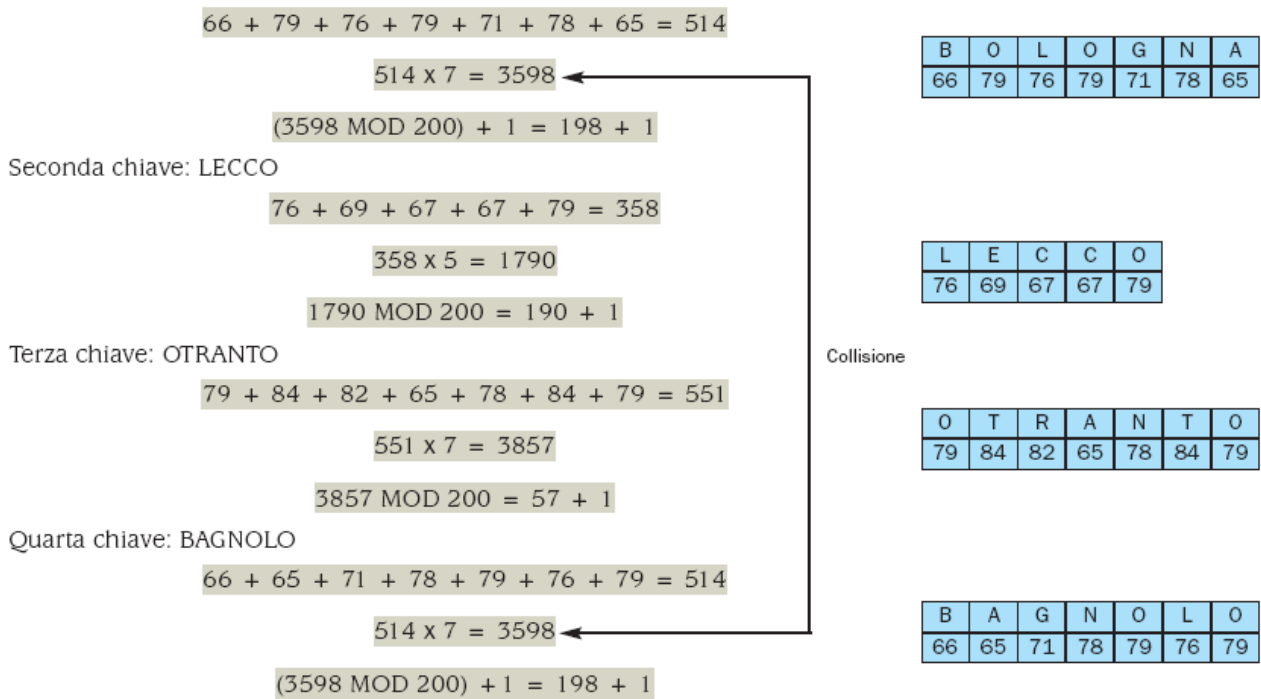 66 + 79 + 76 + 79 + 71 + 78 + 65 = 514
B O L O G N A
66 79 76 79 71 78 65
514 x 7 = 3598
(3598 MOD 200) + 1 = 198 + 1
Seconda chiave: LECCO
76 + 69 + 67 + 67 + 79 = 358
358 x 5 = 1790
L E C C O
76 69 67 67 79
1790 MOD 200 = 190 + 1
Terza chiave: OTRANTO
Collisione
79 + 84 + 82 + 65 + 78 + 84 + 79 = 551
551 x 7 = 3857
O T R A N T O
79 84 82 65 78 84 79
3857 MOD 200 = 57 + 1
Quarta chiave: BAGNOLO
66 + 65 + 71 + 78 + 79 + 76 + 79 = 514
514 x 7 = 3598
B A G N O L O
66 65 71 78 79 76 79
(3598 MOD 200) + 1 = 198 + 1